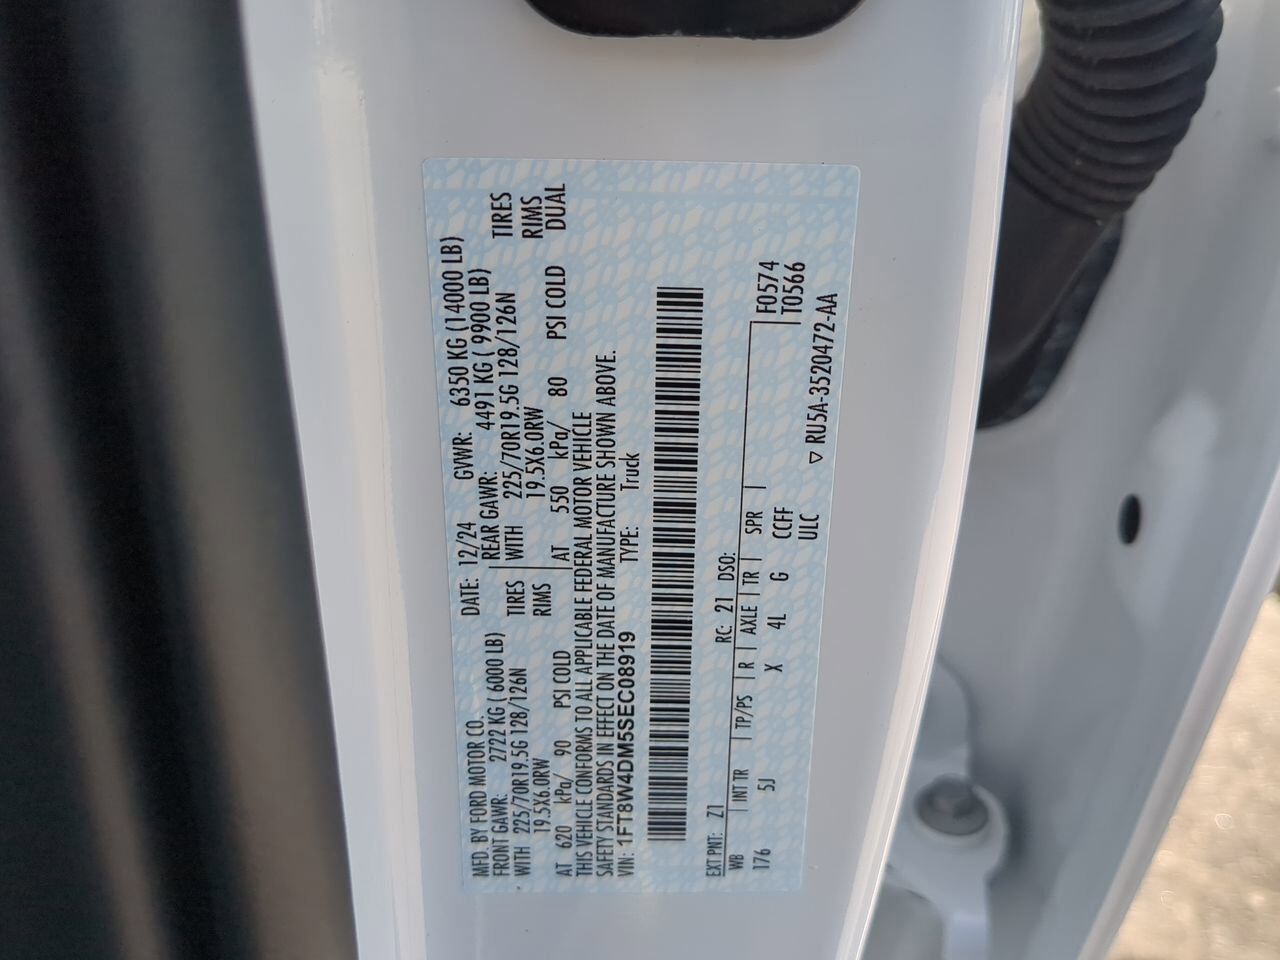 MFD. BY FORD MOTOR CO.
DATE: 12/24 GVWR: 6350 KG (14000 LB)
FRONT GAWR: 2722 KG ( 6000 LB)
REAR GAWR: 4491 KG ( 9900 LB)
WITH 225/70R19.5G 128/126N TIRES
WITH 225/70R19.5G 128/126N TIRES
19.5X6.0RW RIMS
19.5X6.0RW RIMS
AT 620 kPa/ 90 PSI COLD
AT 550 kPa/ 80 PSI COLD DUAL
THIS VEHICLE CONFORMS TO ALL APPLICABLE FEDERAL MOTOR VEHICLE
SAFETY STANDARDS IN EFFECT ON THE DATE OF MANUFACTURE SHOWN ABOVE.
VIN: 1FT8W4DM5SEC08919 TYPE: Truck
EXT PNT: Z1 RC: 21 DSO:
WB INT TR TP/PS R AXLE TR SPR
176 5J X 4L G CCFF
ULC
F0574
T0566
▽ RU5A-3520472-AA